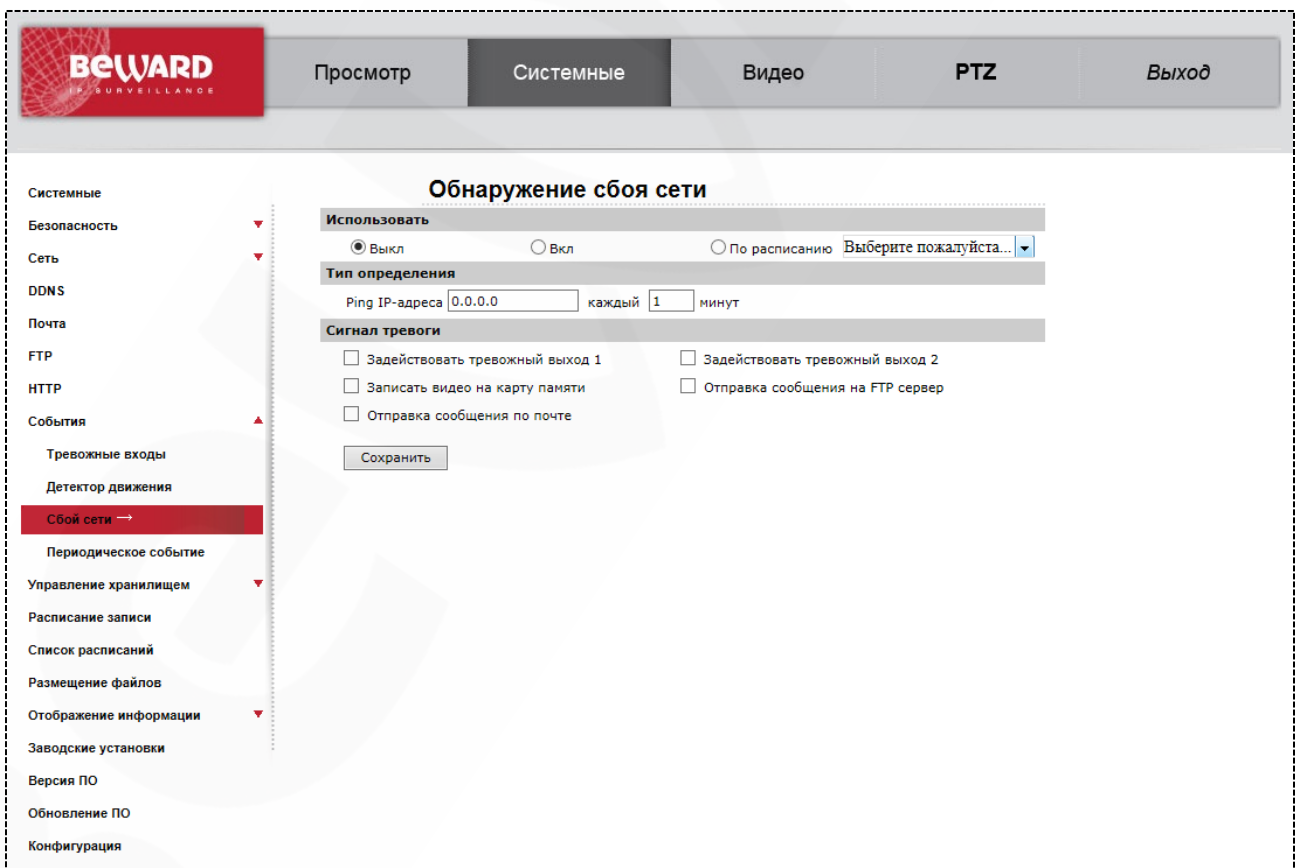 BEWARD
IP SURVEILLANCE
Просмотр
Системные
Видео
PTZ
Выход
Системные
Безопасность
Сеть
DDNS
Почта
FTP
HTTP
События
Тревожные входы
Детектор движения
Сбой сети →
Периодическое событие
Управление хранилищем
Расписание записи
Список расписаний
Размещение файлов
Отображение информации
Заводские установки
Версия ПО
Обновление ПО
Конфигурация
Обнаружение сбоя сети
Использовать
Выкл Вкл По расписанию Выберите пожалуйста...
Тип определения
Ping IP-адреса 0.0.0.0 каждый 1 минут
Сигнал тревоги
Задействовать тревожный выход 1 Задействовать тревожный выход 2
Записать видео на карту памяти Отправка сообщения на FTP сервер
Отправка сообщения по почте
Сохранить